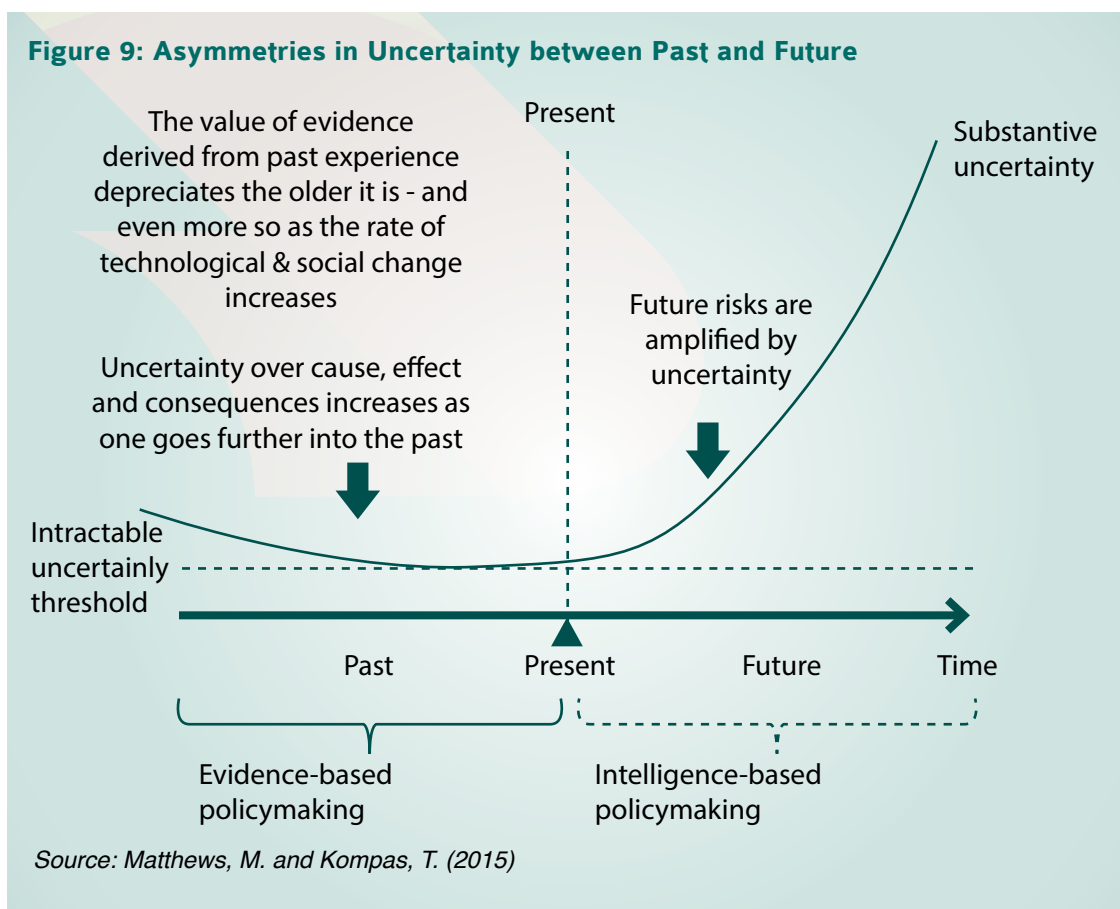 Figure 9: Asymmetries in Uncertainty between Past and Future
The value of evidence
derived from past experience
depreciates the older it is - and
even more so as the rate of
technological & social change
increases
Uncertainty over cause, effect
and consequences increases as
one goes further into the past
Present
Substantive
uncertainty
Future risks are
amplified by
uncertainty
Intractable
uncertainly
threshold
Past
Present
Future
Time
Evidence-based
policymaking
Intelligence-based
policymaking
Source: Matthews, M. and Kompas, T. (2015)